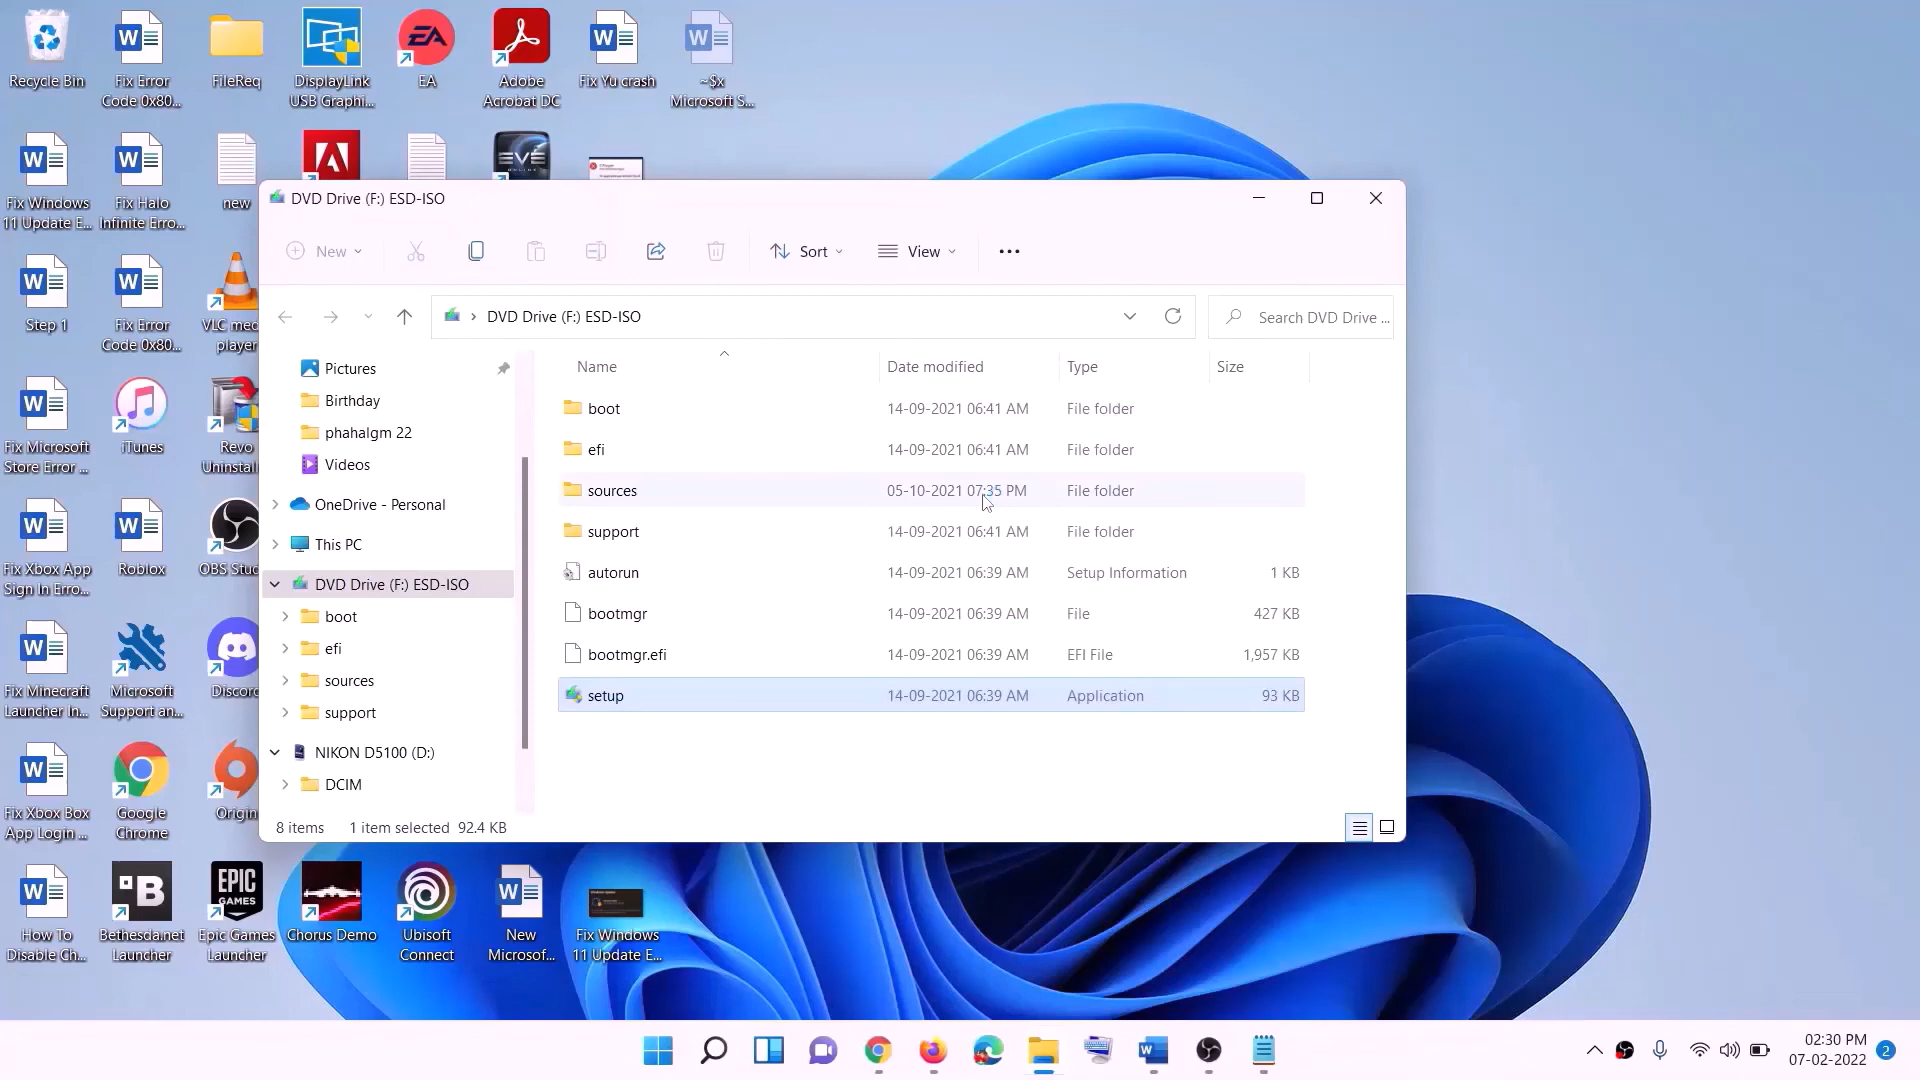 Recycle Bin
Fix Error
Code 0x80...
FileReq
DisplayLink
USB Graphi...
EA
Adobe
Acrobat DC
Fix Yu crash
~$x
Microsoft S...
Fix Windows
11 Update E...
Fix Halo
Infinite Erro...
new
EVE
ONLINE
Step 1
Fix Error
Code 0x80...
VLC med
player
Fix Microsoft
Store Error ...
iTunes
Revo
Uninstall
Fix Xbox App
Sign In Erro...
Roblox
OBS Stud
Fix Minecraft
Launcher In...
Microsoft
Support an...
Discord
Fix Xbox Box
App Login ...
Google
Chrome
Origin
How To
Disable Ch...
Bethesda.net
Launcher
EPIC
GAMES
Epic Games
Launcher
Chorus Demo
Ubisoft
Connect
New
Microsof...
Fix Windows
11 Update E...
DVD Drive (F:) ESD-ISO
New
Sort
View
DVD Drive (F:) ESD-ISO
Search DVD Drive ...
Pictures
Birthday
phahalgm 22
Videos
OneDrive - Personal
This PC
DVD Drive (F:) ESD-ISO
boot
efi
sources
support
NIKON D5100 (D:)
DCIM
Name Date modified Type Size
boot 14-09-2021 06:41 AM File folder
efi 14-09-2021 06:41 AM File folder
sources 05-10-2021 07:35 PM File folder
support 14-09-2021 06:41 AM File folder
autorun 14-09-2021 06:39 AM Setup Information 1 KB
bootmgr 14-09-2021 06:39 AM File 427 KB
bootmgr.efi 14-09-2021 06:39 AM EFI File 1,957 KB
setup 14-09-2021 06:39 AM Application 93 KB
8 items 1 item selected 92.4 KB
02:30 PM
07-02-2022
2